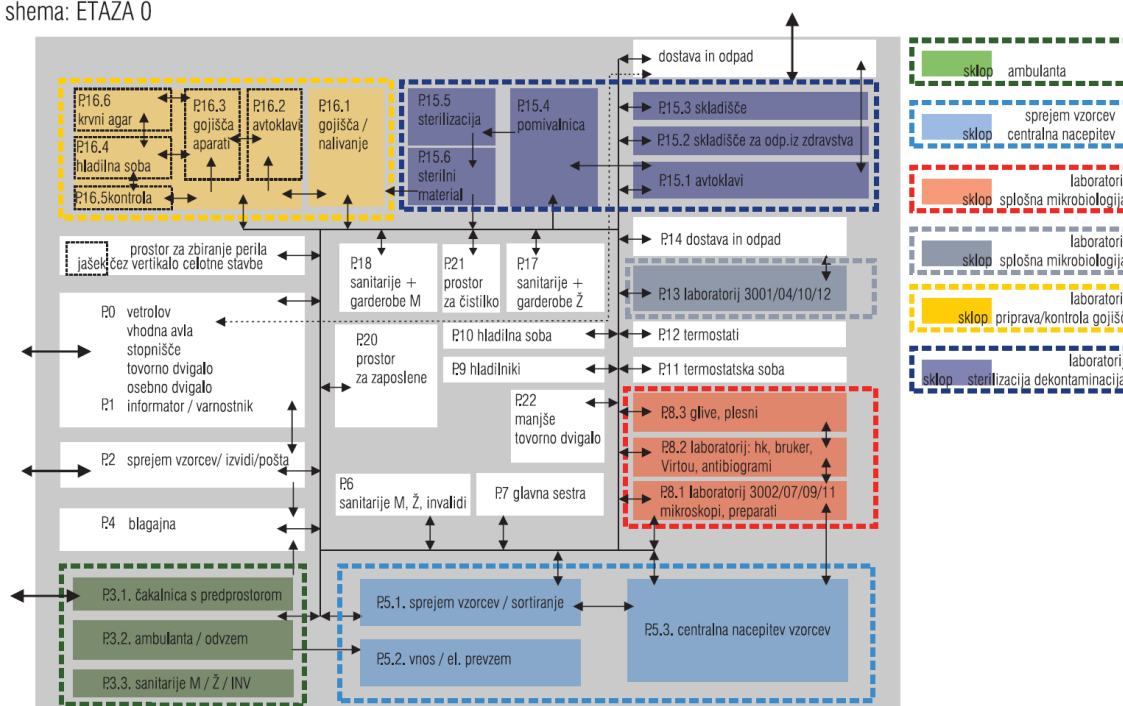 shema: ETAZA 0
dostava in odpad
P.16.6
krvni agar
P.16.3
gojišča
aparati
P.16.2
avtoklavi
P.16.1
gojišča /
nalivanje
P.16.4
hladilna soba
P.16.5kontrola
P.15.5
sterilizacija
P.15.4
pomivalnica
P.15.6
sterilni
material
P.15.3 skladišče
P.15.2 skladišče za odp.iz zdravstva
P.15.1 avtoklavi
prostor za zbiranje perila
jašek čez vertikalo celotne stavbe
P.18
sanitarije +
garderobe M
P.21
prostor
za čistilko
P.17
sanitarije +
garderobe Ž
P.14 dostava in odpad
P.13 laboratorij 3001/04/10/12
P.0 vetrolov
vhodna avla
stopnišče
tovorno dvigalo
osebno dvigalo
P.1 informator / varnostnik
P.20
prostor
za zaposlene
P.10 hladilna soba
P.9 hladilniki
P.12 termostati
P.11 termostatska soba
P.22
manjše
tovorno dvigalo
P.8.3 glive, plesni
P.8.2 laboratorij: hk, bruker,
Virtou, antibiogrami
P.8.1 laboratorij 3002/07/09/11
mikroskopi, preparati
P.2 sprejem vzorcev/ izvidi/pošta
P.6
sanitarije M, Ž, invalidi
P.7 glavna sestra
P.4 blagajna
P.3.1. čakalnica s predprostorom
P.3.2. ambulanta / odvzem
P.3.3. sanitarije M / Ž / INV
P.5.1. sprejem vzorcev / sortiranje
P.5.2. vnos / el. prevzem
P.5.3. centralna nacepitev vzorcev
sklop ambulanta
sprejem vzorcev
sklop centralna nacepitev
laboratorij
sklop splošna mikrobiologija
laboratorij
sklop splošna mikrobiologija
laboratorij
sklop priprava/kontrola gojišč
laboratorij
sklop sterilizacija dekontaminacija